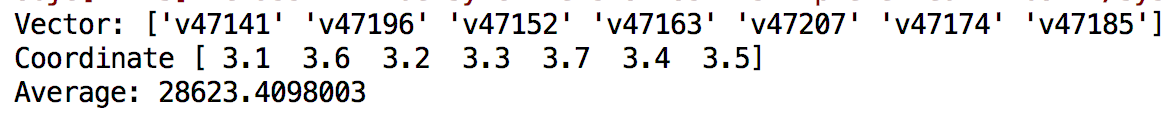 Vector: ['v47141' 'v47196' 'v47152' 'v47163' 'v47207' 'v47174' 'v47185']
Coordinate [ 3.1  3.6  3.2  3.3  3.7  3.4  3.5]
Average: 28623.4098003